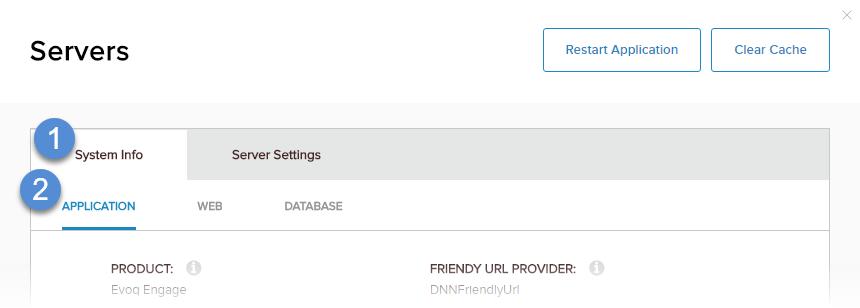 Servers
Restart Application
Clear Cache
1
System Info
Server Settings
2
APPLICATION
WEB
DATABASE
PRODUCT:
FRIENDY URL PROVIDER:
Evoq Engage
DNNFriendlyUrl